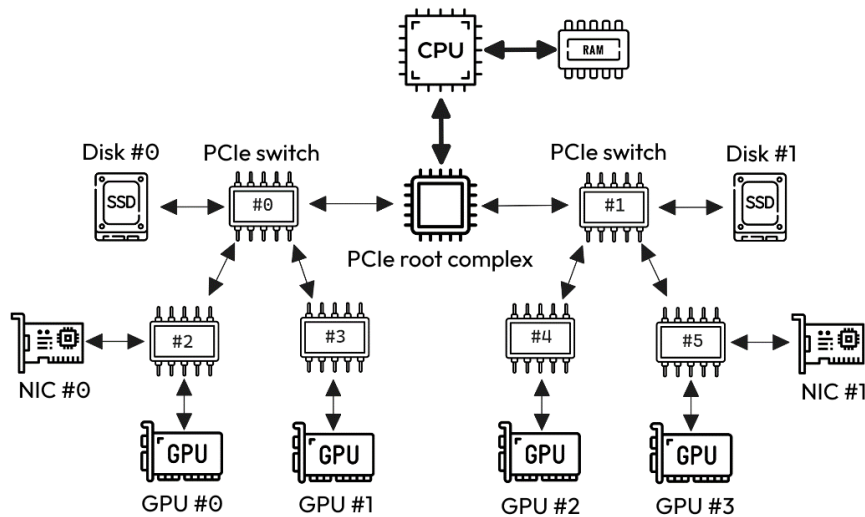 CPU
RAM
Disk #0
PCIe switch
PCIe switch
Disk #1
SSD
#0
#1
SSD
PCIe root complex
#2
#3
#4
#5
NIC #0
NIC #1
GPU
GPU
GPU
GPU
GPU #0
GPU #1
GPU #2
GPU #3